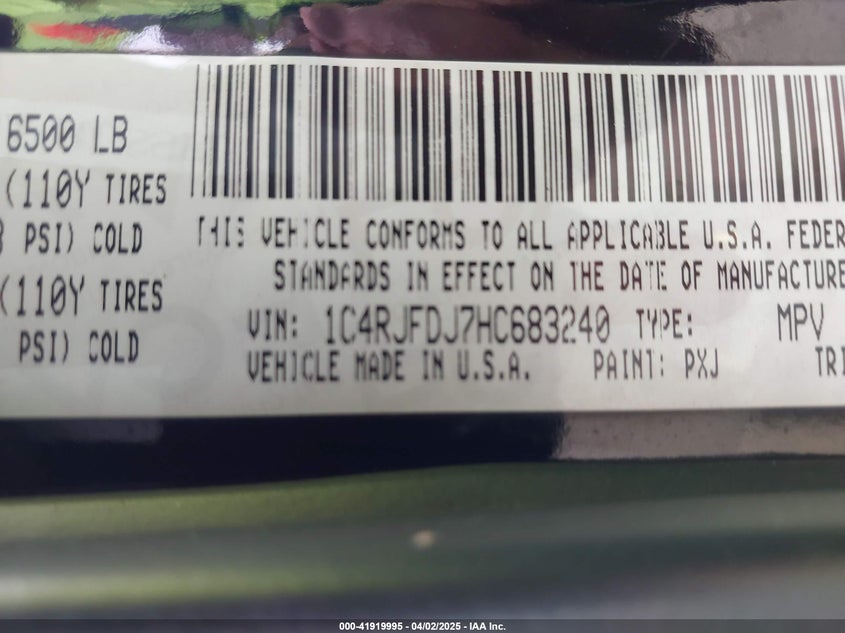 6500 LB
(110Y TIRES
PSI) COLD
(110Y TIRES
PSI) COLD
THIS VEHICLE CONFORMS TO ALL APPLICABLE U.S.A. FEDER
STANDARDS IN EFFECT ON THE DATE OF MANUFACTURE
VIN: 1C4RJFDJ7HC683240 TYPE: MPV
VEHICLE MADE IN U.S.A. PAINT: PXJ TRI
000-41919995 - 04/02/2025 - IAA Inc.